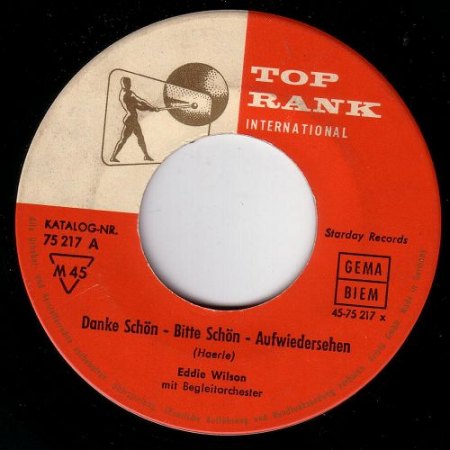 TOP
RANK
INTERNATIONAL
KATALOG-NR.
75 217 A
M 45
Starday Records
GEMA
BIEM
45-75 217 x
Danke Schön - Bitte Schön - Aufwiedersehen
(Haerle)
Eddie Wilson
mit Begleitorchester